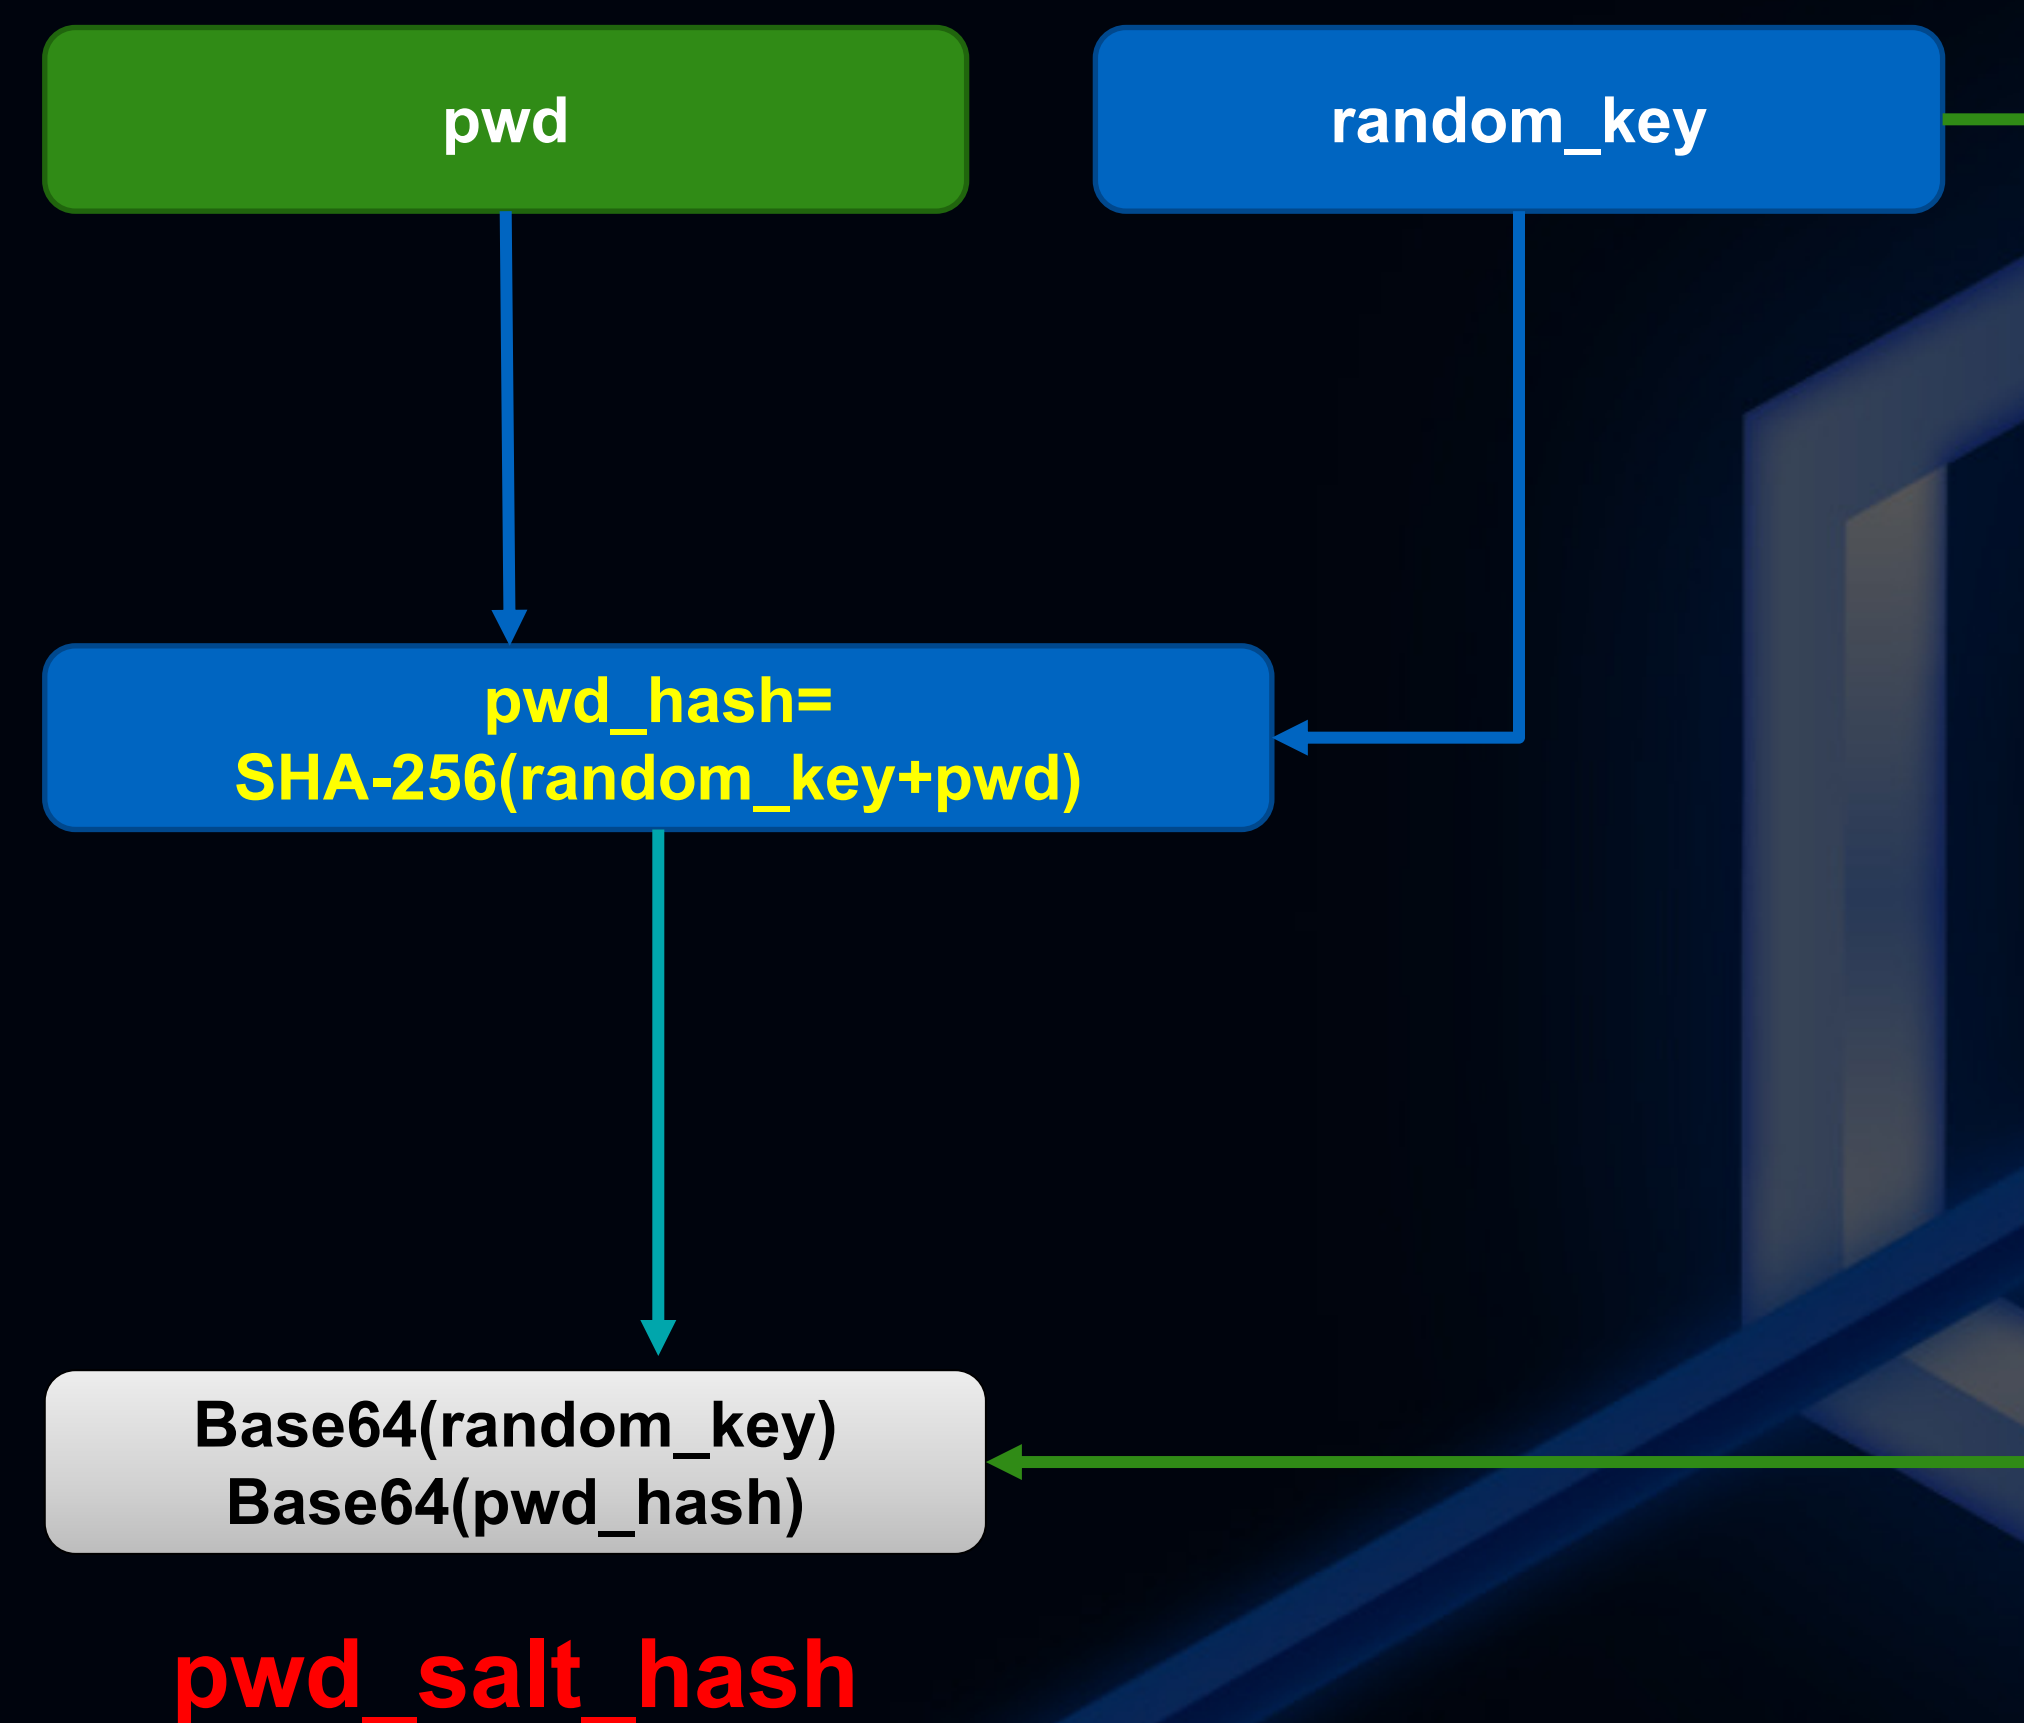 pwd
random_key
pwd_hash=
SHA-256(random_key+pwd)
Base64(random_key)
Base64(pwd_hash)
pwd_salt_hash